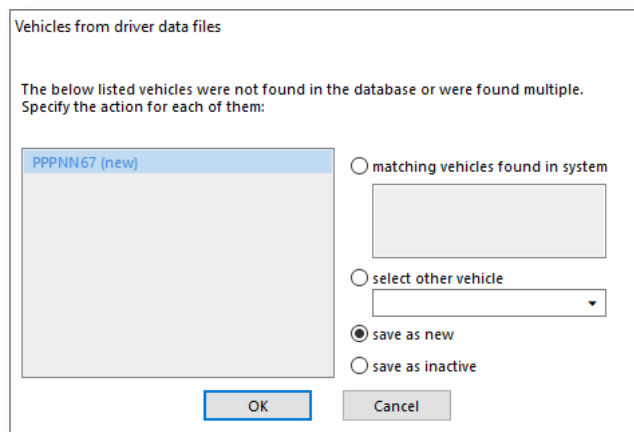 Vehicles from driver data files
The below listed vehicles were not found in the database or were found multiple.
Specify the action for each of them:
PPPNN67 (new)
matching vehicles found in system
select other vehicle
save as new
save as inactive
OK
Cancel